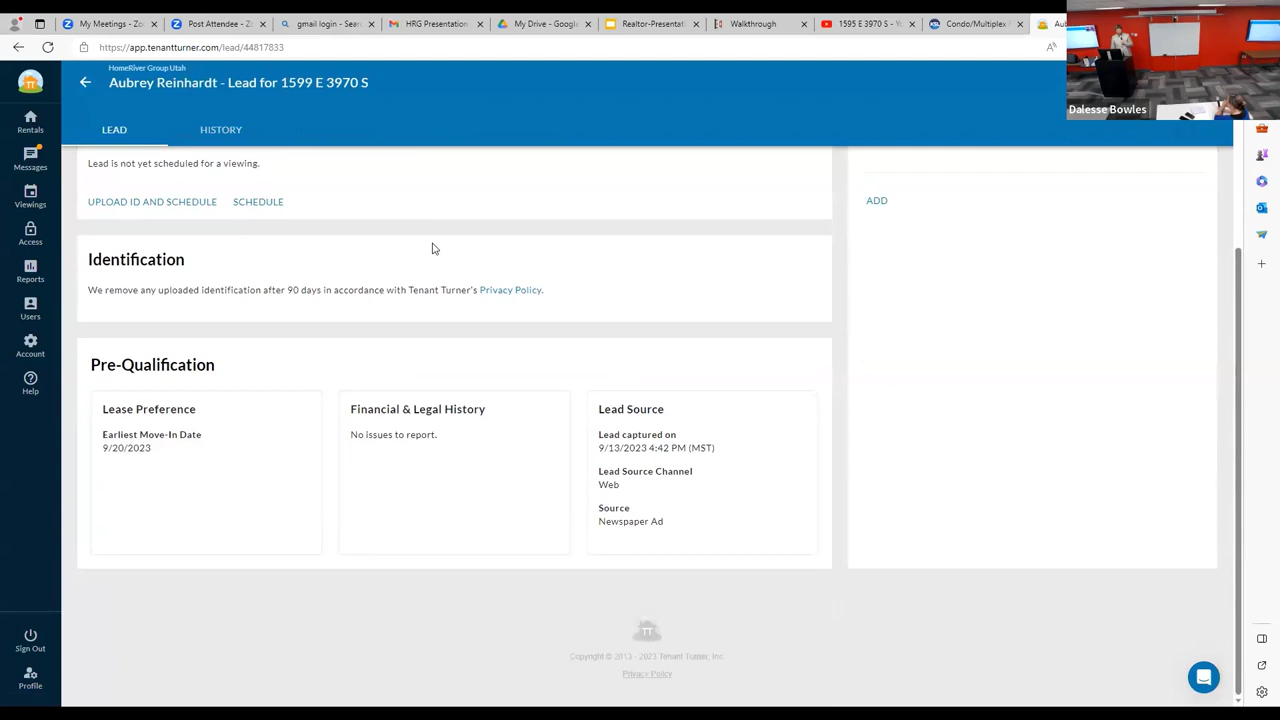 My Meetings - Zo
Post Attendee - Zo
gmail login - Sear
HRG Presentation
My Drive - Google
Realtor-Presentat
Walkthrough
1595 E 3970 S - Yo
Condo/Multiplex
Au
https://app.tenantturner.com/lead/44817833
HomeRiver Group Utah
Aubrey Reinhardt - Lead for 1599 E 3970 S
Dalesse Bowles
LEAD
HISTORY
Rentals
Messages
Viewings
Access
Reports
Users
Account
Help
Sign Out
Profile
Lead is not yet scheduled for a viewing.
UPLOAD ID AND SCHEDULE
SCHEDULE
ADD
Identification
We remove any uploaded identification after 90 days in accordance with Tenant Turner's Privacy Policy.
Pre-Qualification
Lease Preference
Earliest Move-In Date
9/20/2023
Financial & Legal History
No issues to report.
Lead Source
Lead captured on
9/13/2023 4:42 PM (MST)
Lead Source Channel
Web
Source
Newspaper Ad
Copyright © 2013 - 2023 Tenant Turner, Inc.
Privacy Policy